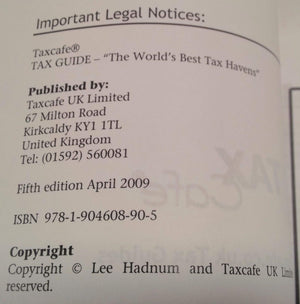 Important Legal Notices:
Taxcafe®
TAX GUIDE – "The World's Best Tax Havens"
Published by:
Taxcafe UK Limited
67 Milton Road
Kirkcaldy KY1 1TL
United Kingdom
Tel: (01592) 560081
Fifth edition April 2009
ISBN 978-1-904608-90-5
Copyright
Copyright © Lee Hadnum and Taxcafe UK
reserved.